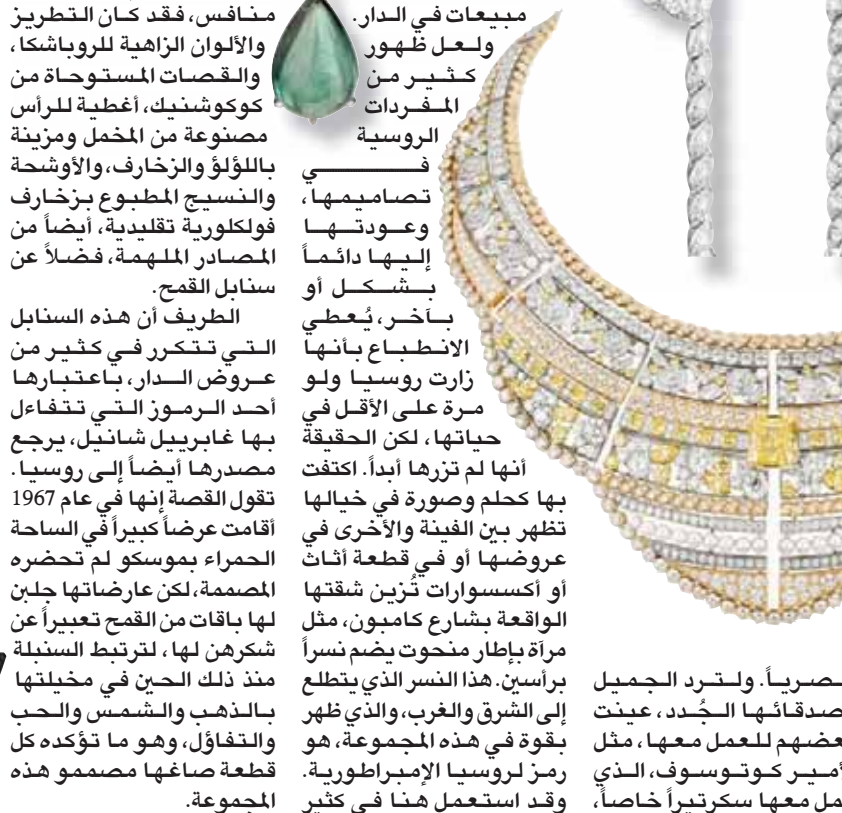 ـصرياً. ولترد الجميل
صدقائها الجُدد، عينت
ـعضهم للعمل معها، مثل
ـأمير كوتوسوف، الذي
ـمل معها سكرتيراً خاصاً،
مبيعات في الدار.
ولعل ظهور
كثير من
المفردات
الروسية
في
تصاميمها،
وعودتها
إليها دائماً
بشكل أو
بآخر، يُعطي
الانطباع بأنها
زارت روسيا ولو
مرة على الأقل في
حياتها، لكن الحقيقة
أنها لم تزرها أبداً. اكتفت
بها كحلم وصورة في خيالها
تظهر بين الفينة والأخرى في
عروضها أو في قطعة أثاث
أو أكسسوارات تُزين شقتها
الواقعة بشارع كامبون، مثل
مرآة بإطار منحوت يضم نسراً
برأسين. هذا النسر الذي يتطلع
إلى الشرق والغرب، والذي ظهر
بقوة في هذه المجموعة، هو
رمز لروسيا الإمبراطورية.
وقد استعمل هنا في كثير
منافس، فقد كان التطريز
والألوان الزاهية للروباشكا،
والقصات المستوحاة من
كوكوشنيك، أغطية للرأس
مصنوعة من المخمل ومزينة
باللؤلؤ والزخارف، والأوشحة
والنسيج المطبوع بزخارف
فولكلورية تقليدية، أيضاً من
المصادر الملهمة، فضلاً عن
سنابل القمح.
الطريف أن هذه السنابل
التي تتكرر في كثير من
عروض الدار، باعتبارها
أحد الرموز التي تتفاءل
بها غابرييل شانيل، يرجع
مصدرها أيضاً إلى روسيا.
تقول القصة إنها في عام 1967
أقامت عرضاً كبيراً في الساحة
الحمراء بموسكو لم تحضره
المصممة، لكن عارضاتها جلبن
لها باقات من القمح تعبيراً عن
شكرهن لها، لترتبط السنبلة
منذ ذلك الحين في مخيلتها
بالذهب والشمس والحب
والتفاؤل، وهو ما تؤكده كل
قطعة صاغها مصممو هذه
المجموعة.